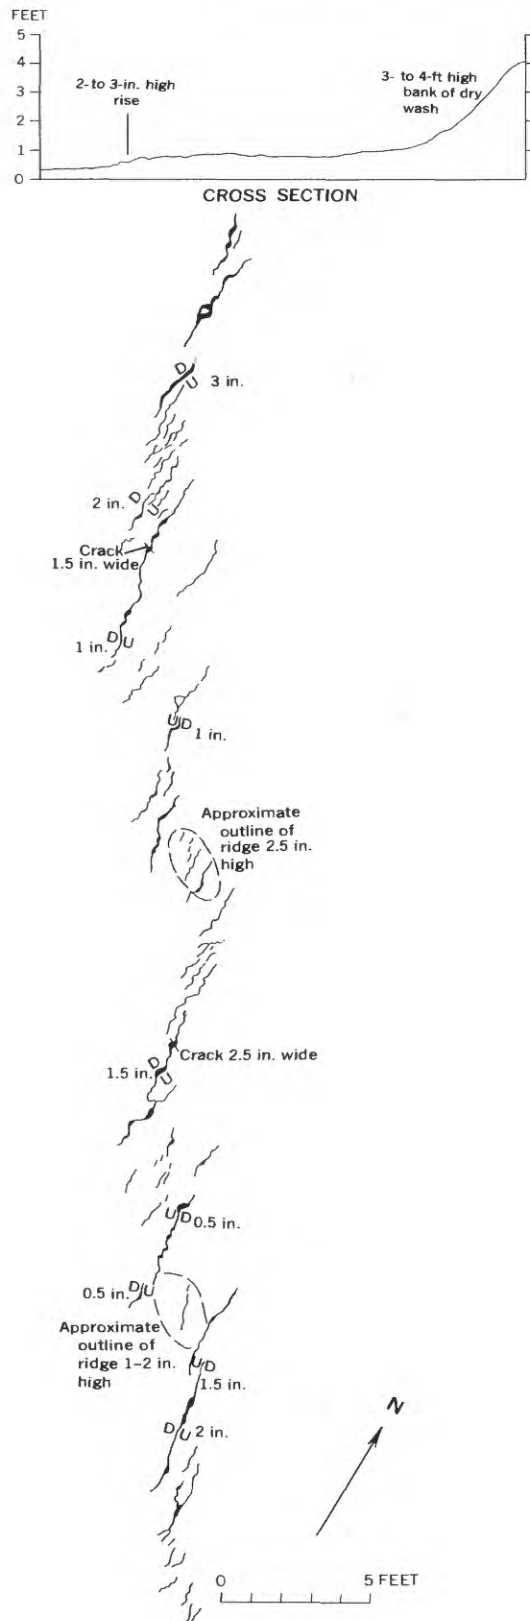 FEET
5
4
3
2
1
0
2- to 3-in. high
rise
3- to 4-ft high
bank of dry
wash
CROSS SECTION
D
U
3 in.
2 in.
D
U
Crack
1.5 in. wide
1 in.
D U
U D
1 in.
Approximate
outline of
ridge 2.5 in.
high
Crack 2.5 in. wide
1.5 in.
D
U
U D
0.5 in.
0.5 in.
D U
Approximate
outline of
ridge 1–2 in.
high
U D
1.5 in.
D U
2 in.
N
0
5 FEET